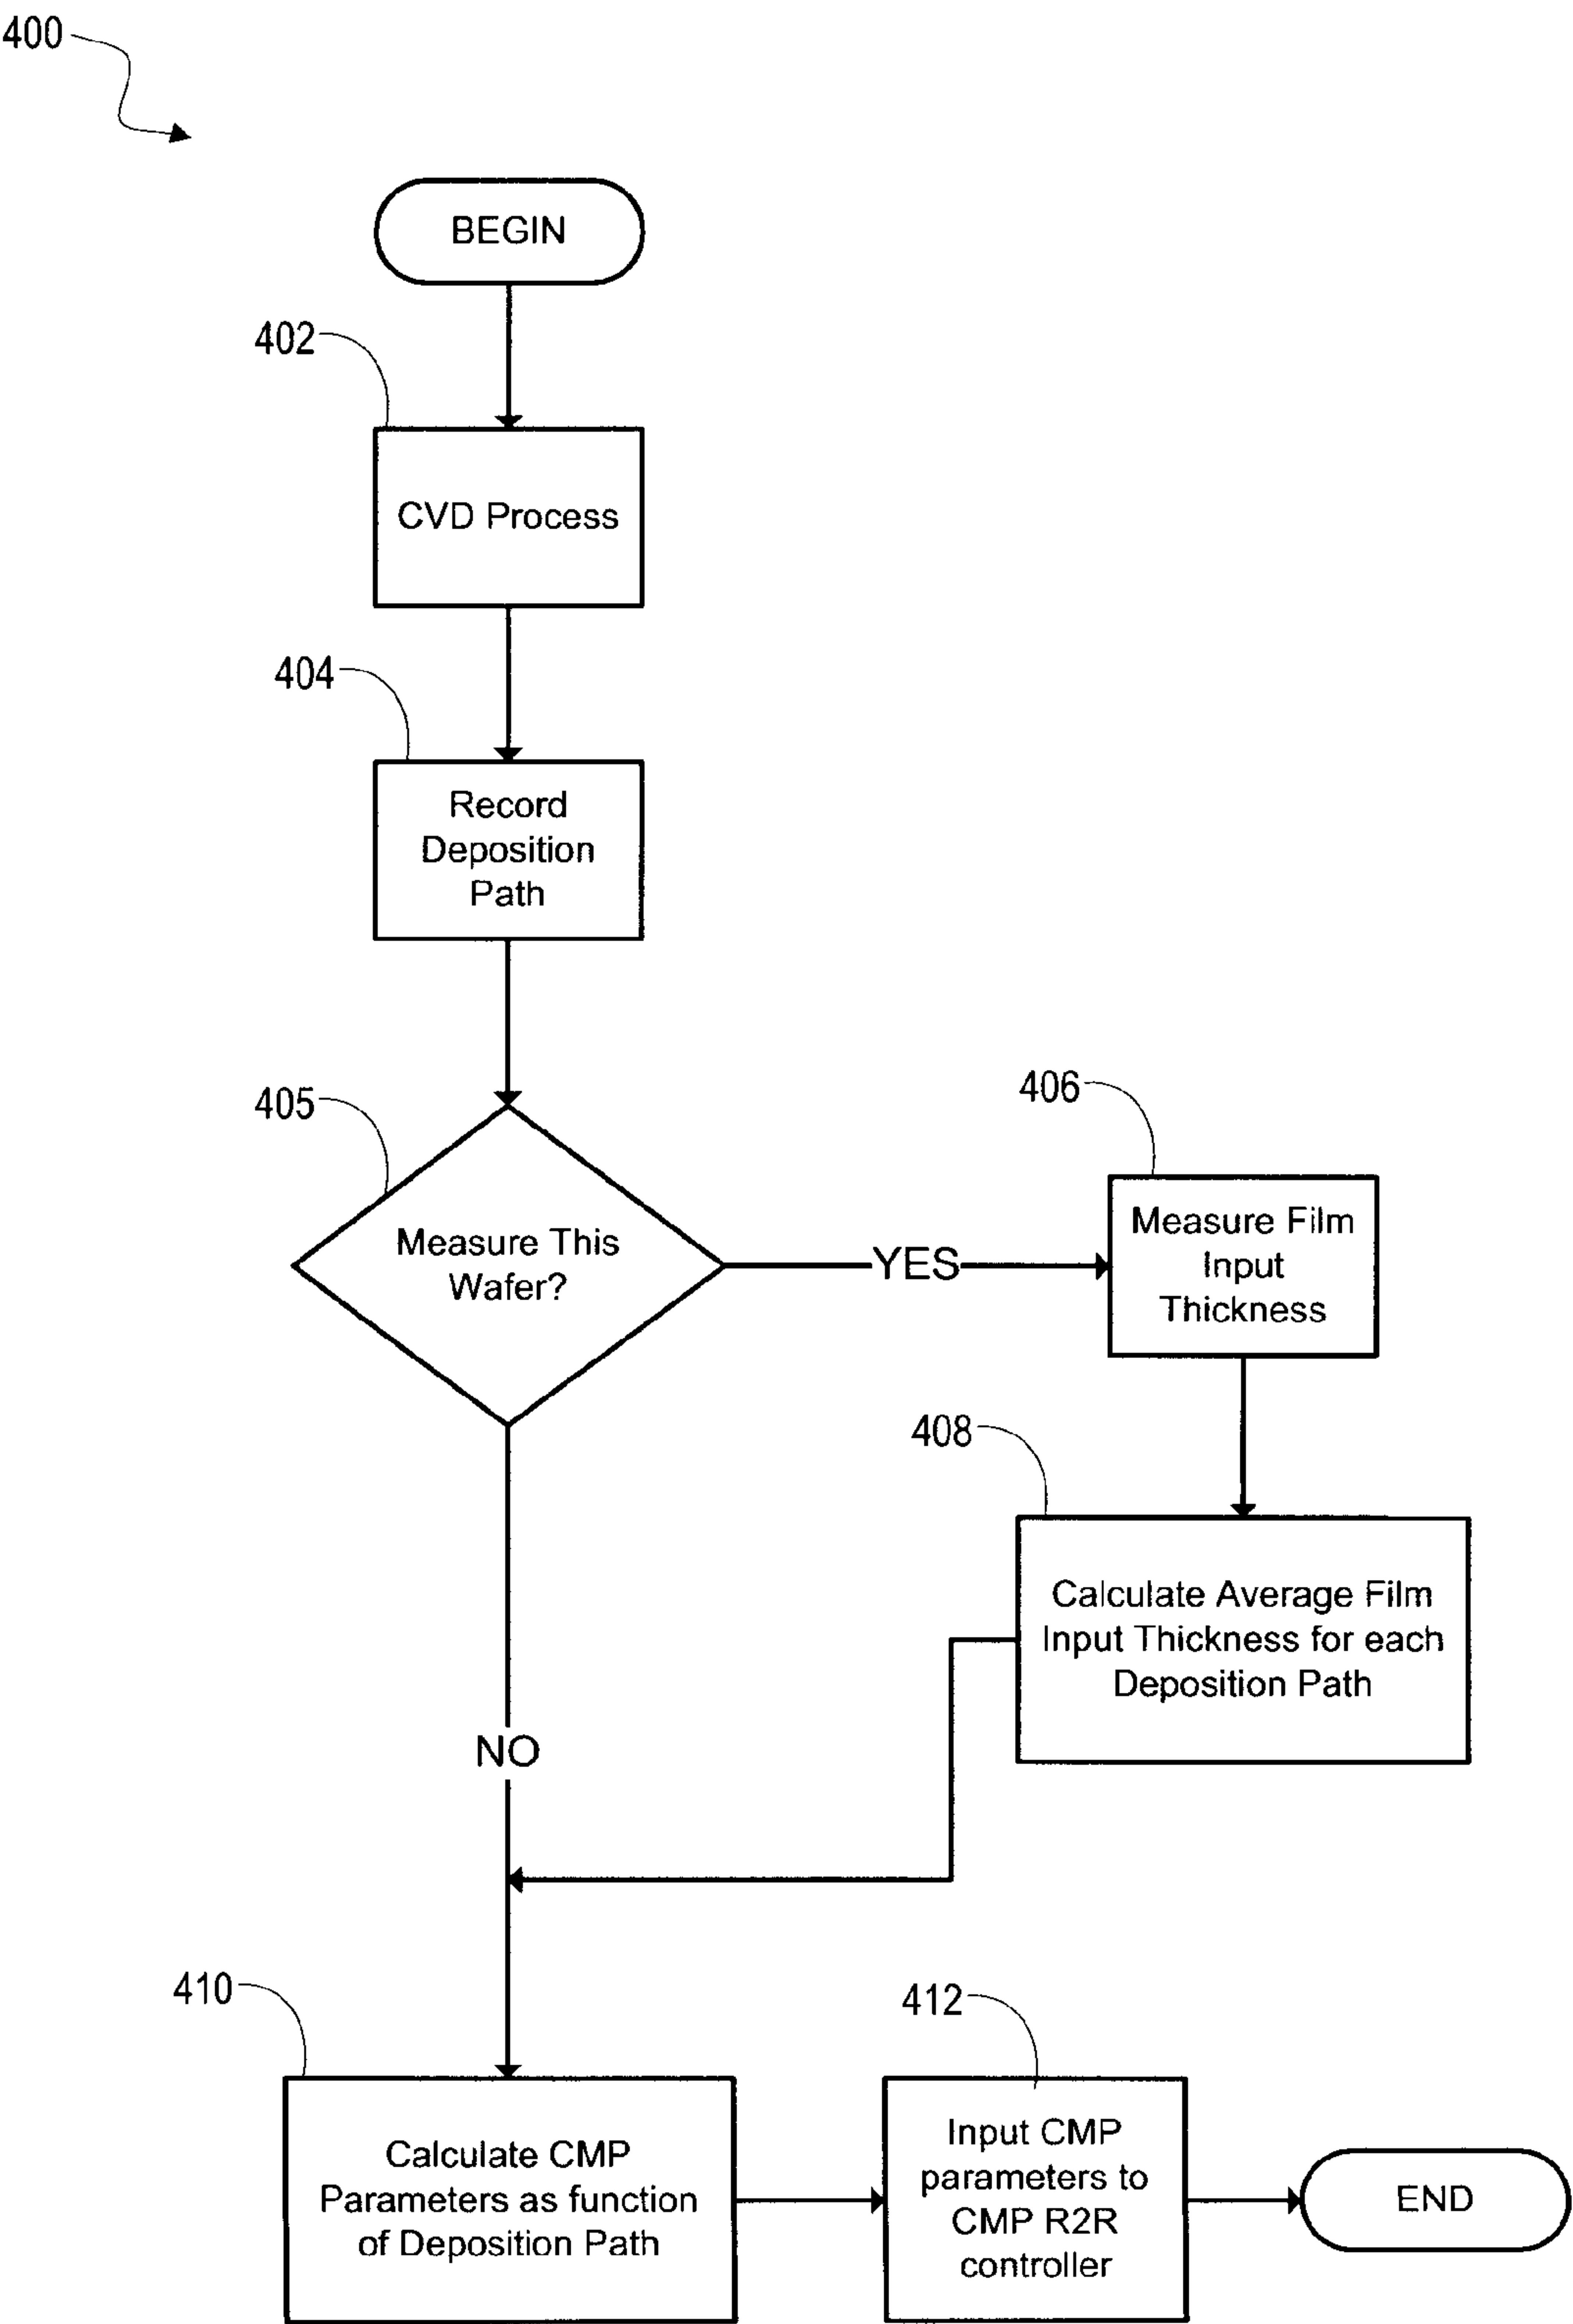 400
BEGIN
402
CVD Process
404
Record
Deposition
Path
405
Measure This
Wafer?
YES
406
Measure Film
Input
Thickness
408
Calculate Average Film
Input Thickness for each
Deposition Path
NO
410
Calculate CMP
Parameters as function
of Deposition Path
412
Input CMP
parameters to
CMP R2R
controller
END